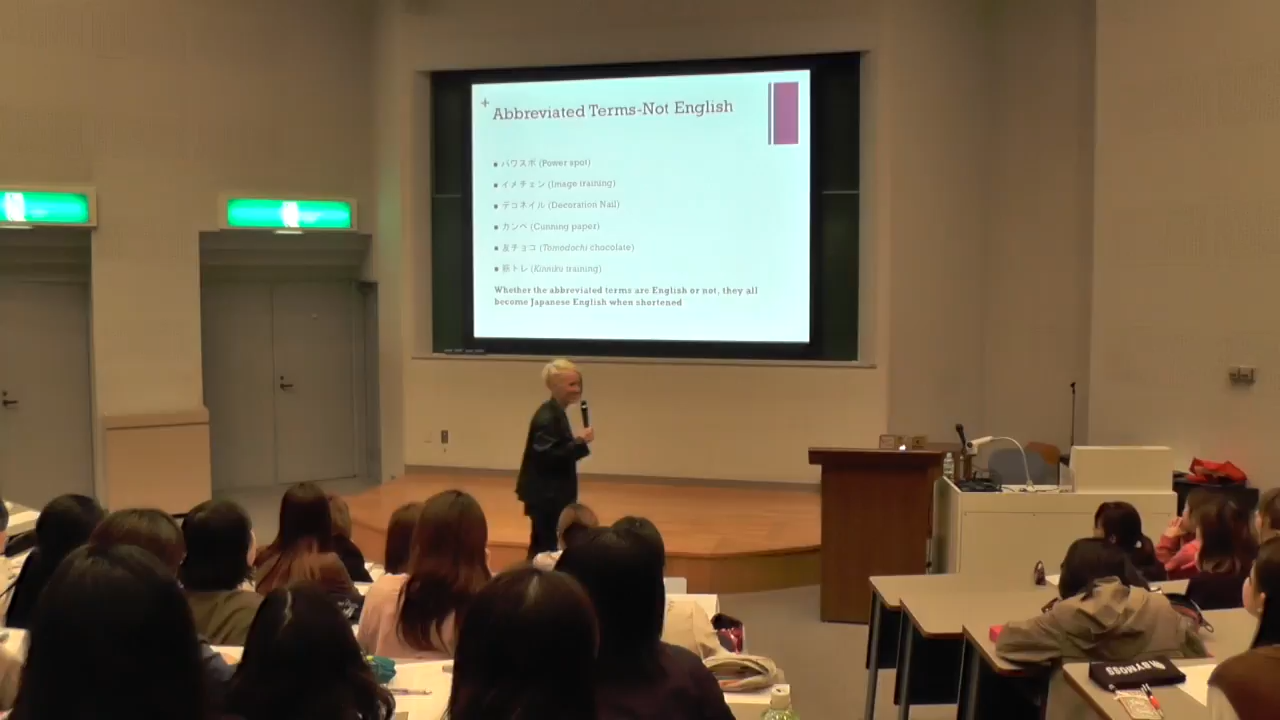 + Abbreviated Terms-Not English
パワスポ (Power spot)
イメチェン (Image training)
デコネイル (Decoration Nail)
カンペ (Cunning paper)
友チョコ (Tomodachi chocolate)
筋トレ (Kinniku training)
Whether the abbreviated terms are English or not, they all
become Japanese English when shortened